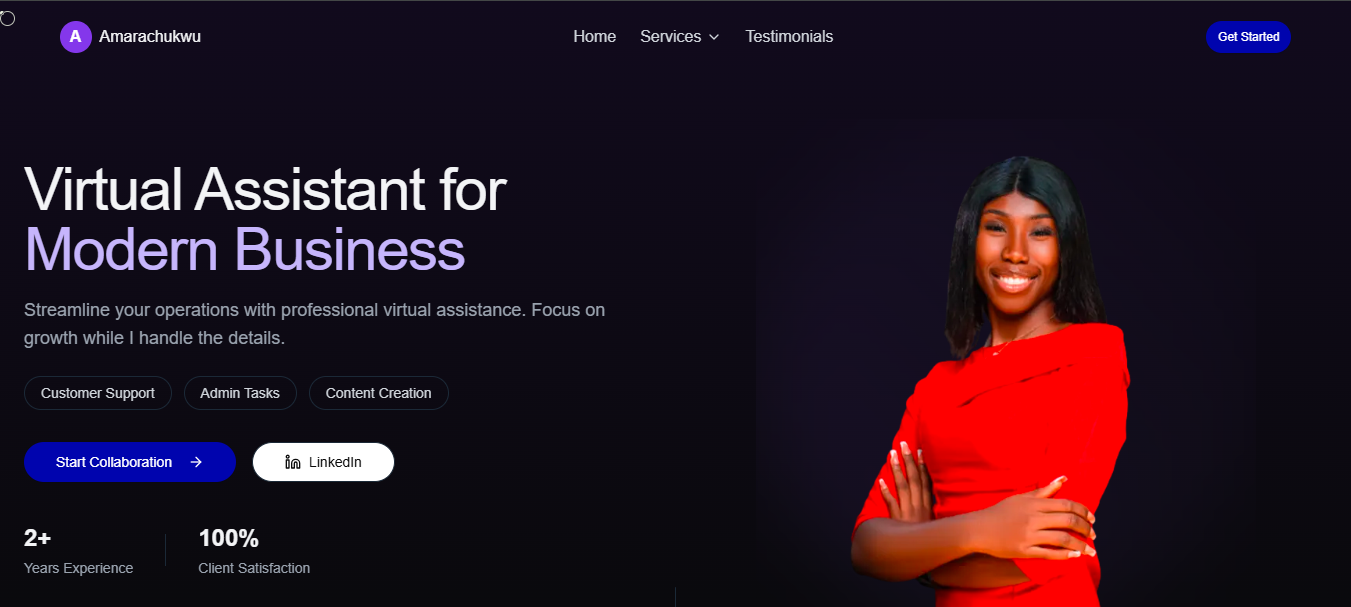 A Amarachukwu
Home Services Testimonials
Get Started
Virtual Assistant for
Modern Business
Streamline your operations with professional virtual assistance. Focus on
growth while I handle the details.
Customer Support Admin Tasks Content Creation
Start Collaboration LinkedIn
2+ 100%
Years Experience Client Satisfaction